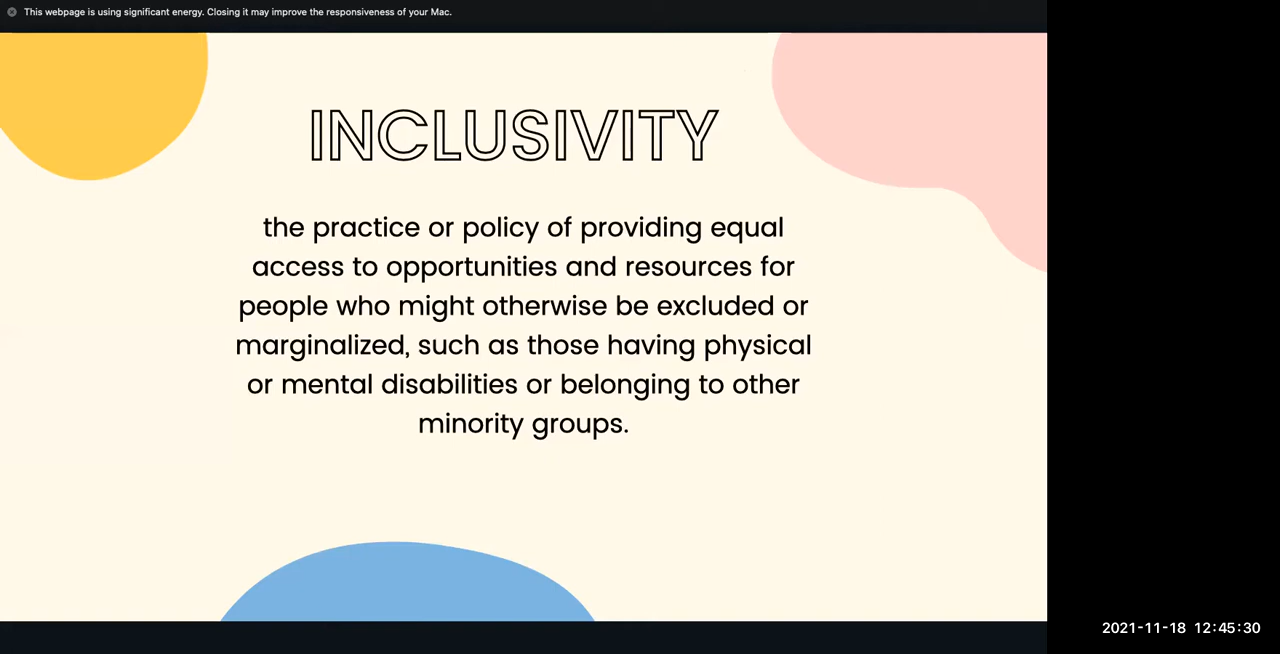 This webpage is using significant energy. Closing it may improve the responsiveness of your Mac.
INCLUSIVITY
the practice or policy of providing equal
access to opportunities and resources for
people who might otherwise be excluded or
marginalized, such as those having physical
or mental disabilities or belonging to other
minority groups.
2021-11-18 12:45:30